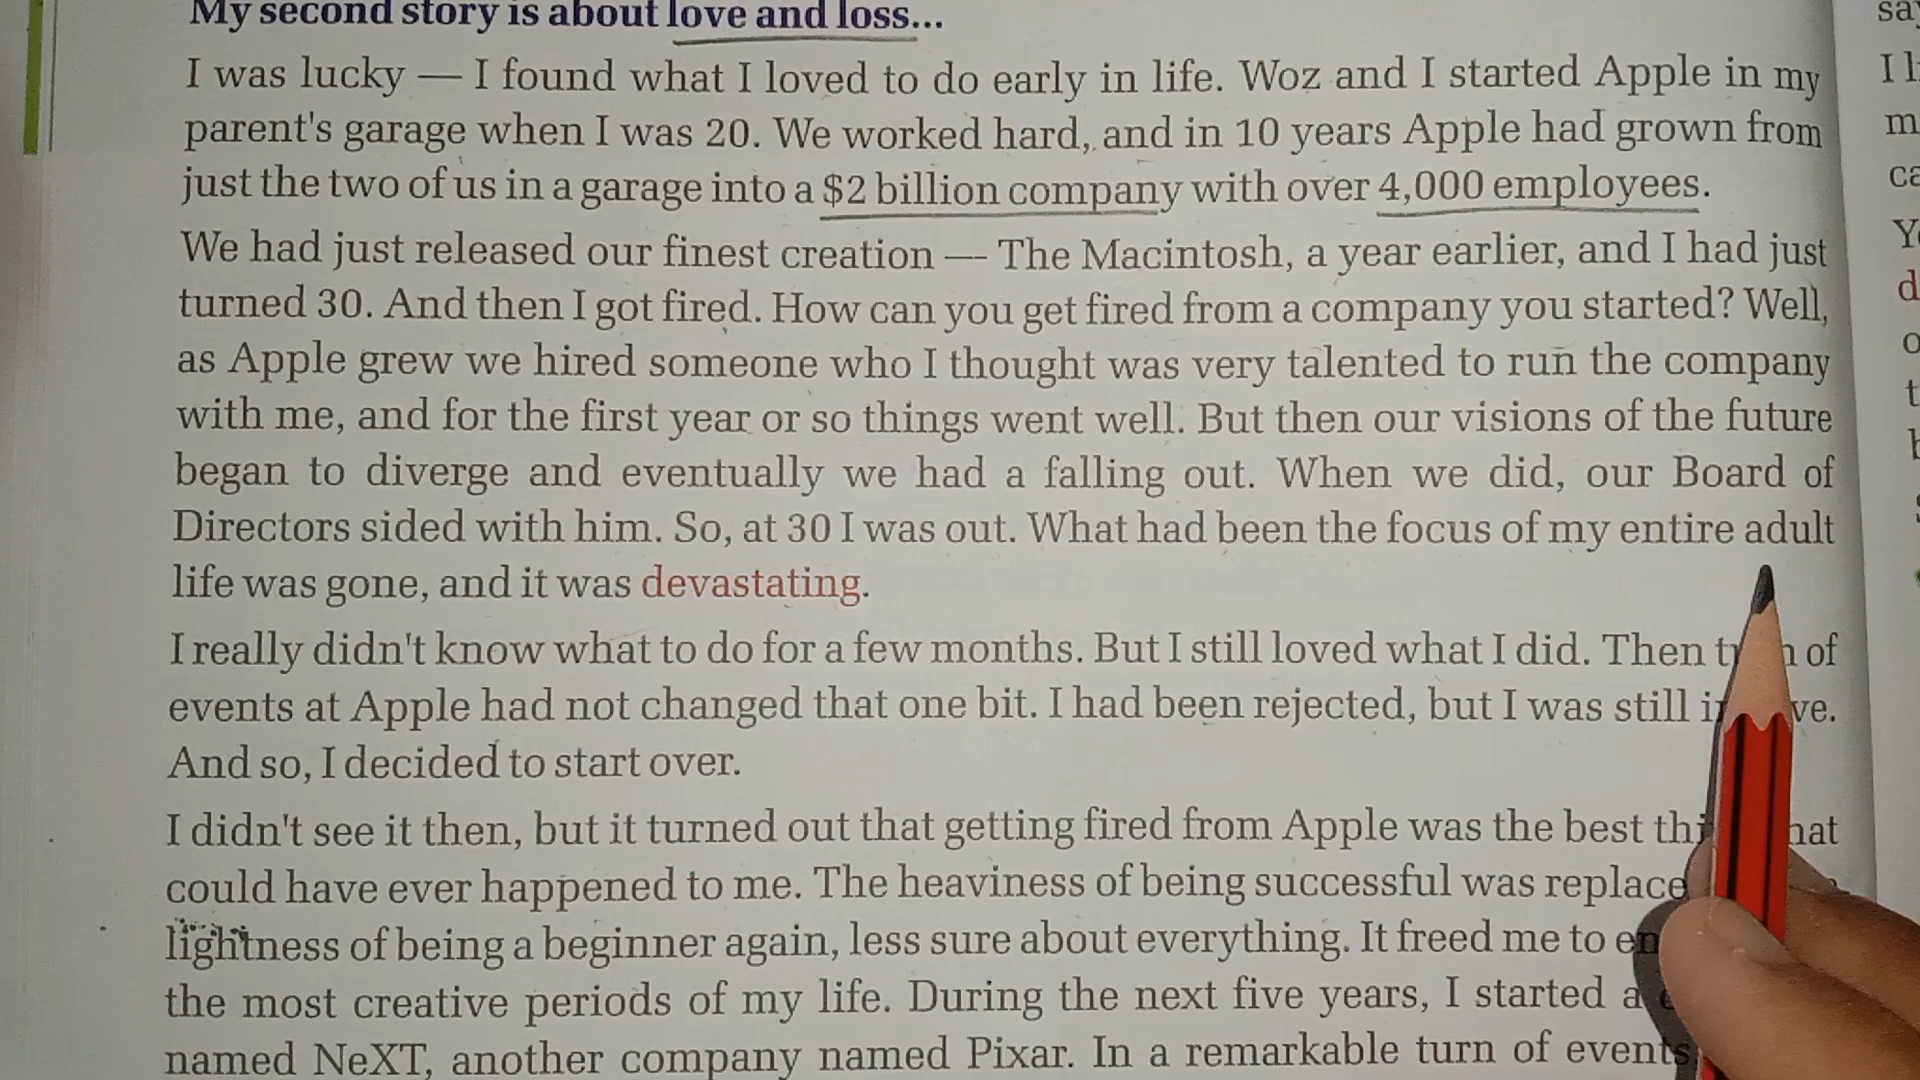 My second story is about love and loss...
I was lucky — I found what I loved to do early in life. Woz and I started Apple in my
parent's garage when I was 20. We worked hard, and in 10 years Apple had grown from
just the two of us in a garage into a $2 billion company with over 4,000 employees.
We had just released our finest creation — The Macintosh, a year earlier, and I had just
turned 30. And then I got fired. How can you get fired from a company you started? Well,
as Apple grew we hired someone who I thought was very talented to run the company
with me, and for the first year or so things went well. But then our visions of the future
began to diverge and eventually we had a falling out. When we did, our Board of
Directors sided with him. So, at 30 I was out. What had been the focus of my entire adult
life was gone, and it was devastating.
I really didn't know what to do for a few months. But I still loved what I did. Then of
events at Apple had not changed that one bit. I had been rejected, but I was still
And so, I decided to start over.
I didn't see it then, but it turned out that getting fired from Apple was the best
could have ever happened to me. The heaviness of being successful was
lightness of being a beginner again, less sure about everything. It freed me to
the most creative periods of my life. During the next five years, I started a
named NeXT, another company named Pixar. In a remarkable turn of events